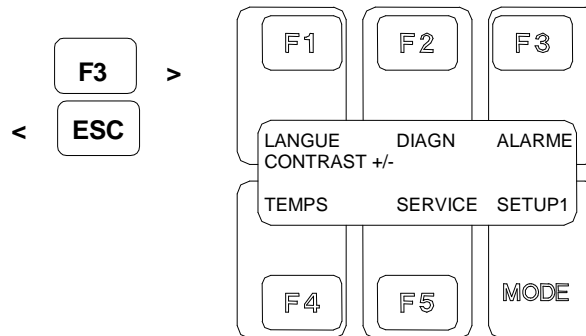 F3 >
< ESC
F1 F2 F3
LANGUE DIAGN ALARME
CONTRAST +/-
TEMPS SERVICE SETUP1
F4 F5 MODE